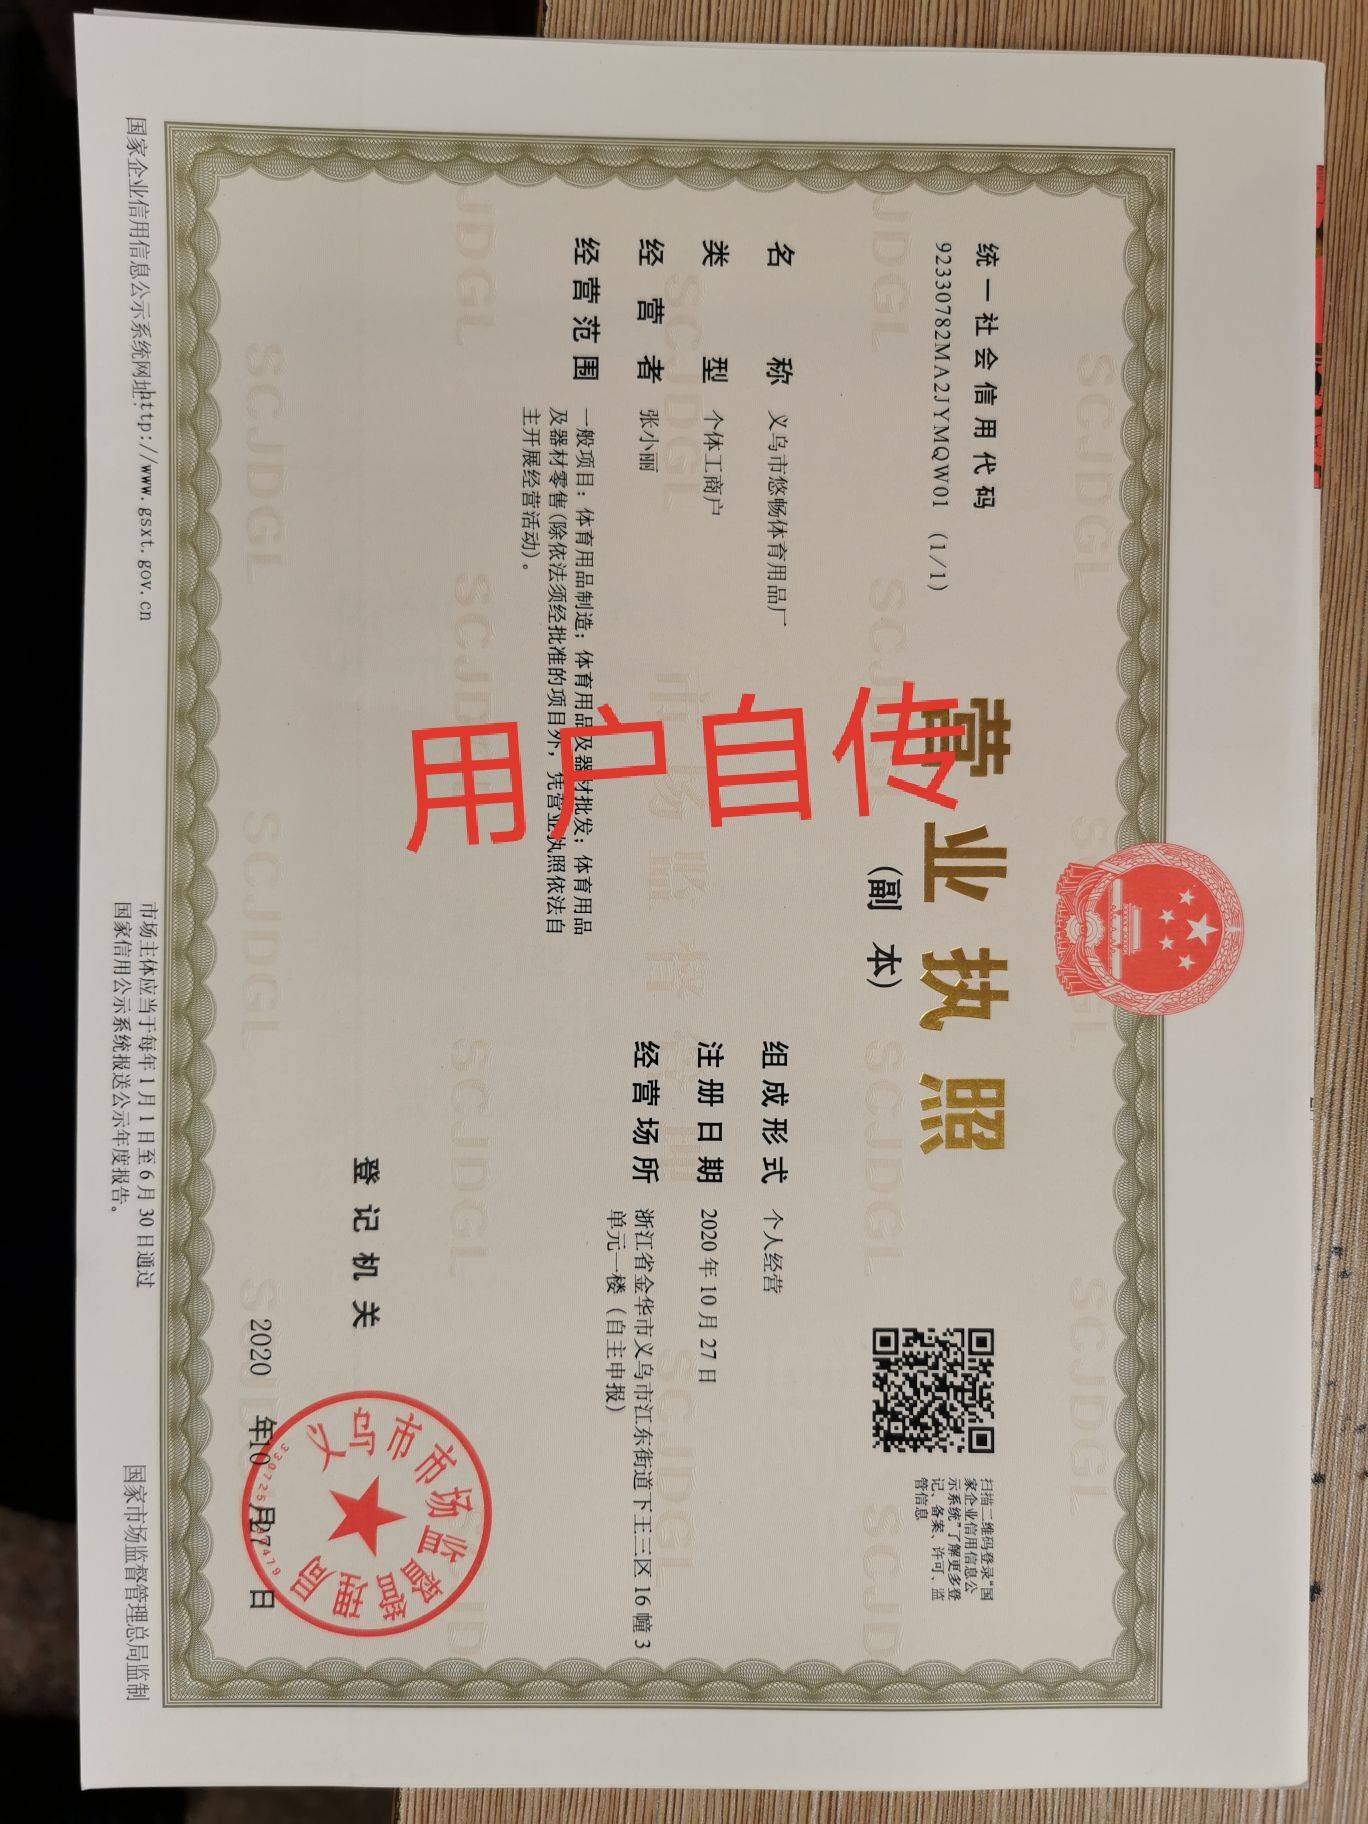 统一社会信用代码
92330782MA2JYMQW01 (1/1)
营业执照
(副 本)
扫描二维码登录“国
家企业信用信息公
示系统”了解更多登
记、备案、许可、监
管信息
名称 义乌市悠畅体育用品厂
类型 个体工商户
经营者 张小丽
经营范围 一般项目：体育用品制造；体育用品及器材批发；体育用品
及器材零售(除依法须经批准的项目外，凭营业执照依法自
主开展经营活动)。
组成形式 个人经营
注册日期 2020年10月27日
经营场所 浙江省金华市义乌市江东街道下王三区16幢3
单元一楼（自主申报）
用户自传
登记机关
义乌市市场监督管理局
2020 年10 月27 日
国家企业信用信息公示系统网址:http://www.gsxt.gov.cn
市场主体应当于每年1月1日至6月30日通过
国家信用公示系统报送公示年度报告。
国家市场监督管理总局监制
SCJDGL
市场监督管理